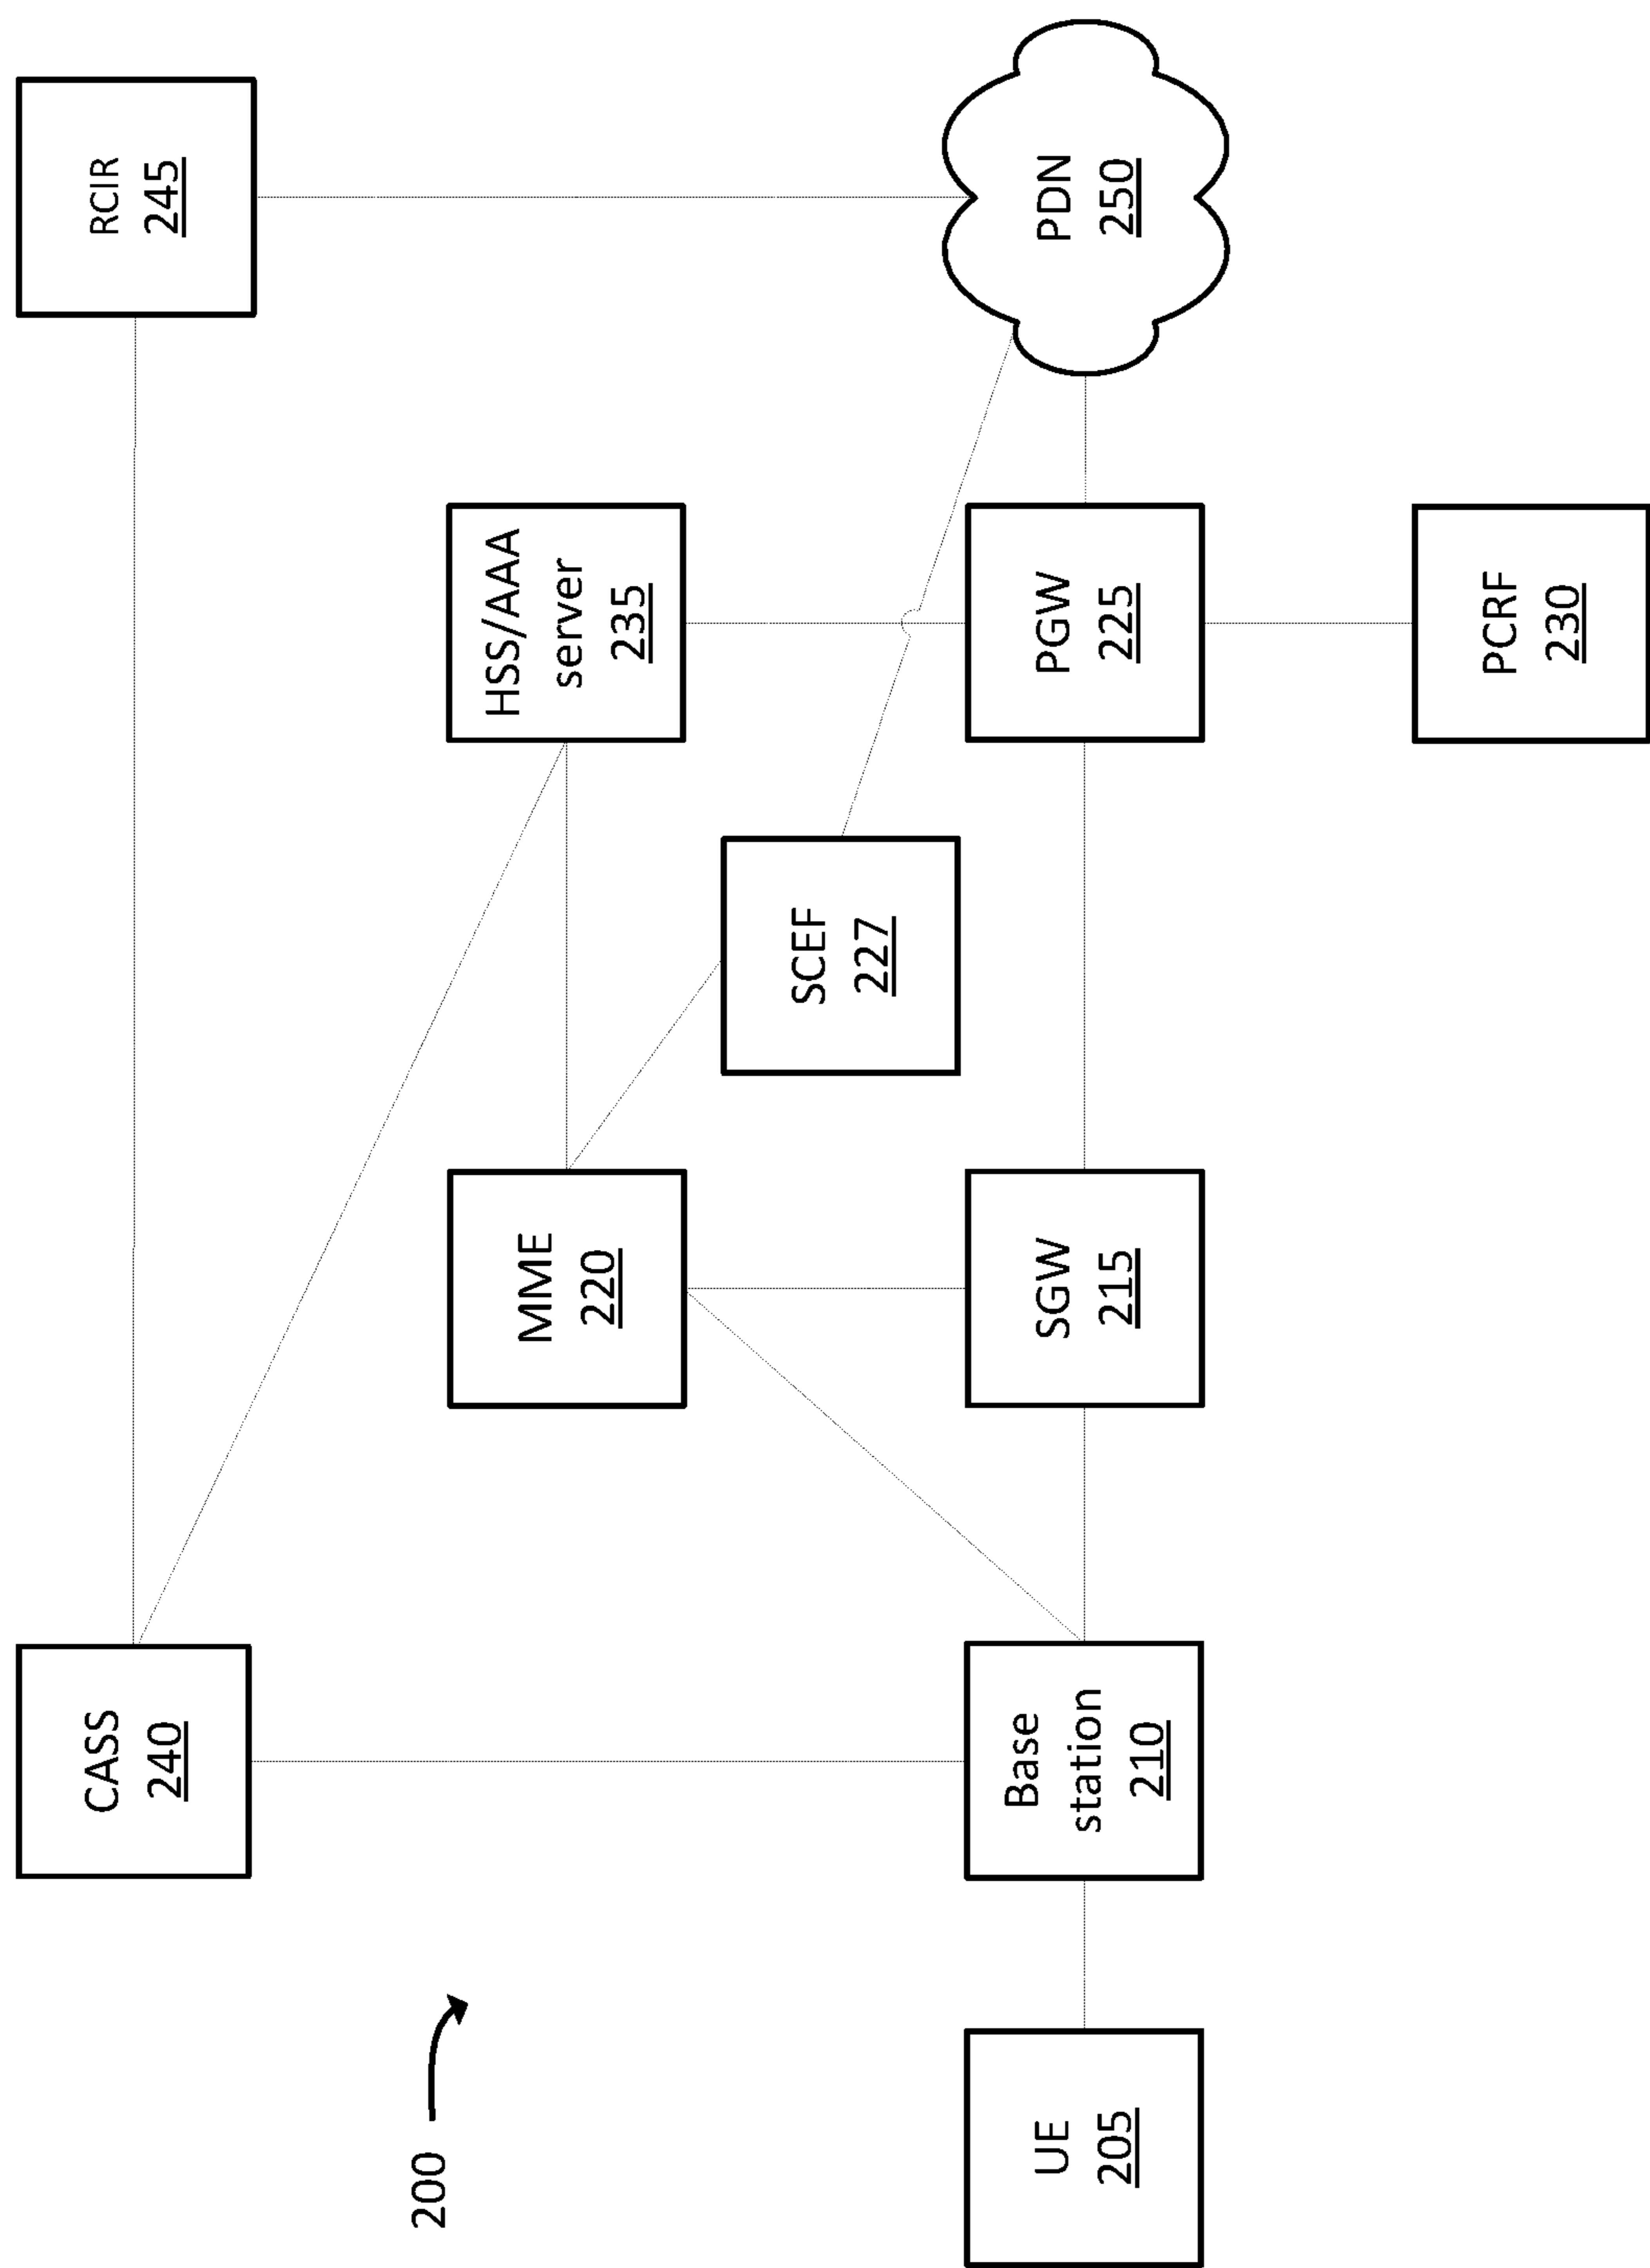 200
CASS
240
RCIR
245
MME
220
HSS/AAA
server
235
SCEF
227
UE
205
Base
station
210
SGW
215
PGW
225
PDN
250
PCRF
230